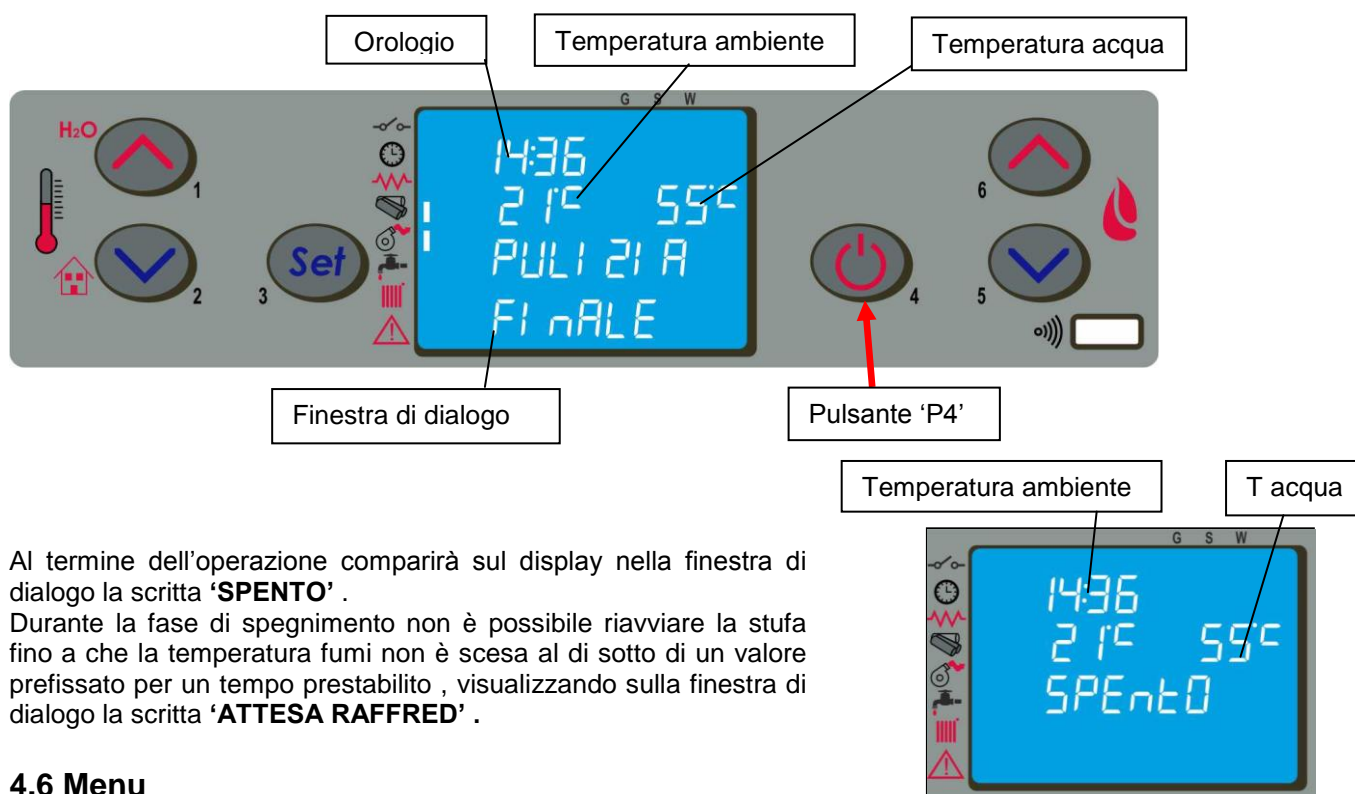 Orologio
Temperatura ambiente
Temperatura acqua
G S W
H₂O
14:36
21°C 55°C
PULIZIA
FInALE
1
2
3
Set
4
5
6
Finestra di dialogo
Pulsante ‘P4’
Temperatura ambiente
T acqua
Al termine dell’operazione comparirà sul display nella finestra di
dialogo la scritta ‘SPENTO’ .
Durante la fase di spegnimento non è possibile riavviare la stufa
fino a che la temperatura fumi non è scesa al di sotto di un valore
prefissato per un tempo prestabilito , visualizzando sulla finestra di
dialogo la scritta ‘ATTESA RAFFRED’ .
G S W
14:36
21°C 55°C
SPEntO
4.6 Menu